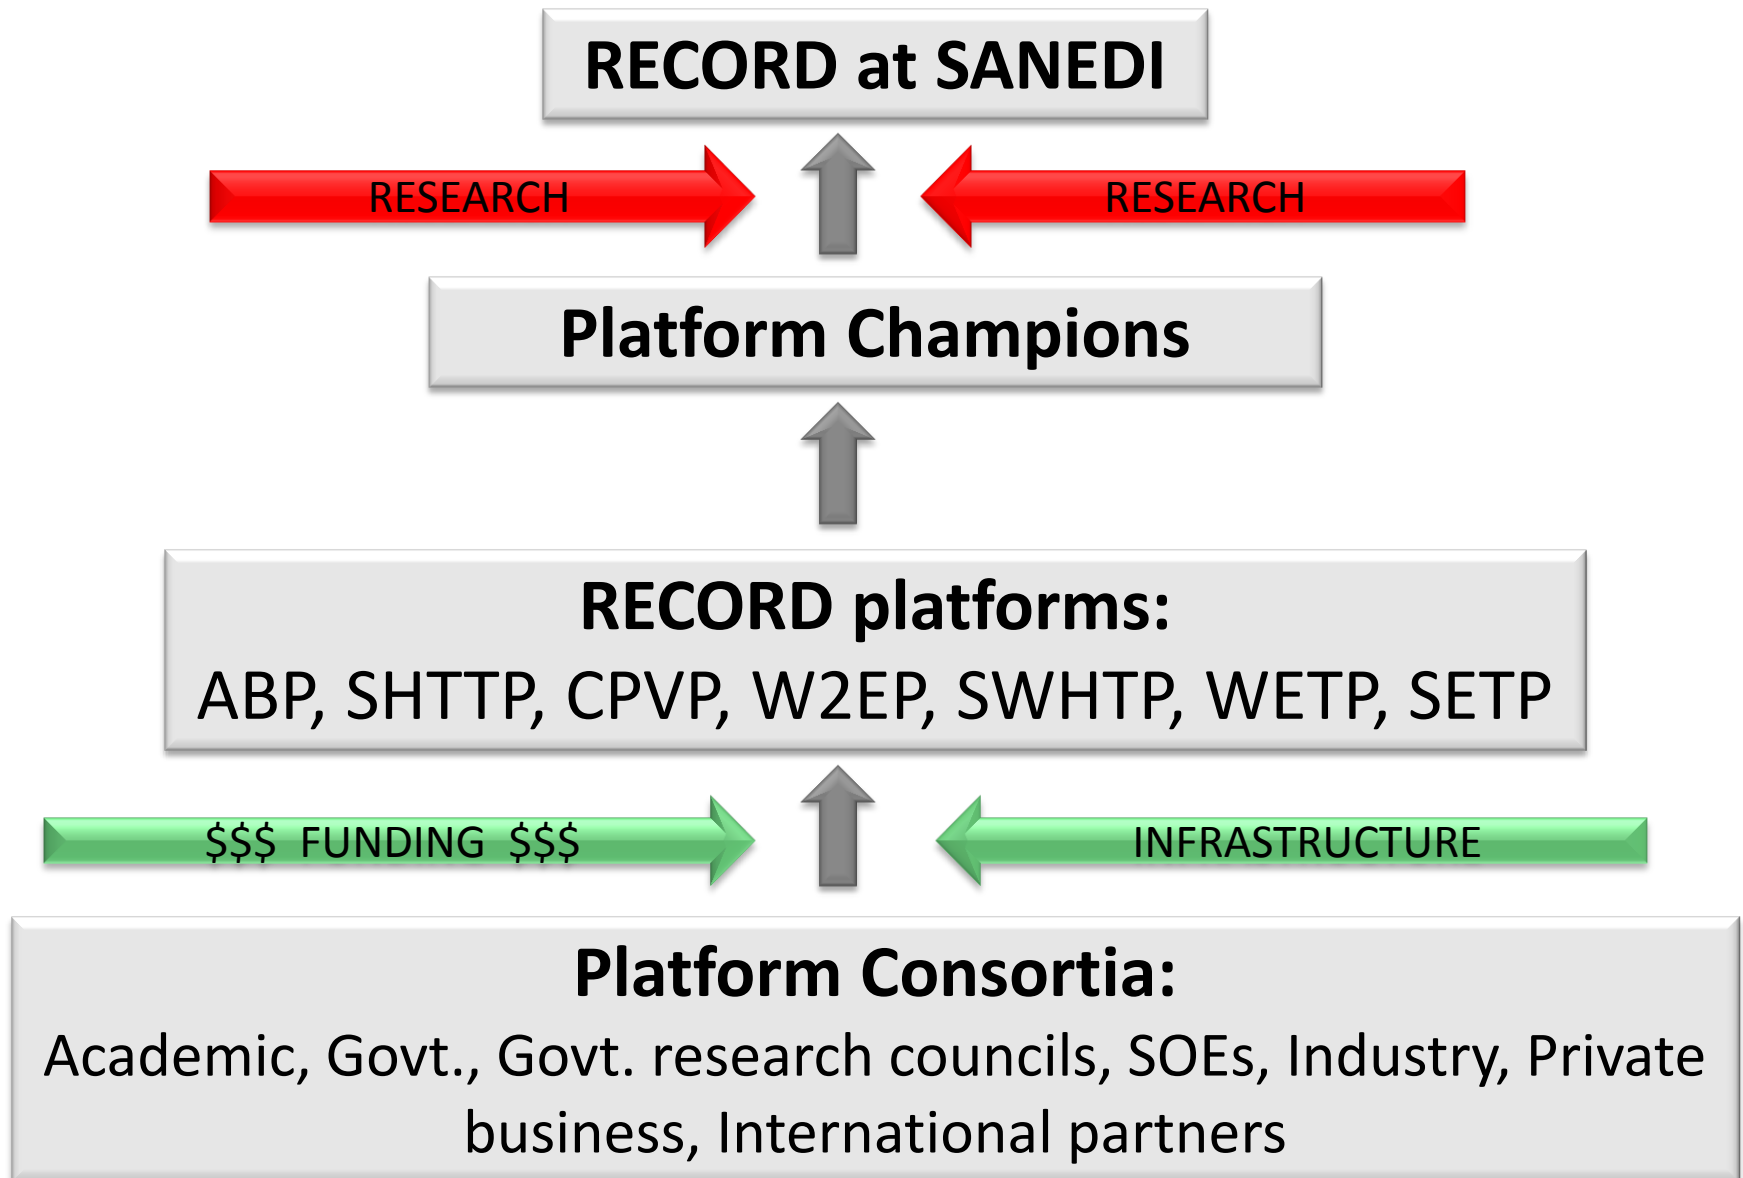 RECORD at SANEDI
RESEARCH
RESEARCH
Platform Champions
RECORD platforms:
ABP, SHTTP, CPVP, W2EP, SWHTP, WETP, SETP
$$$ FUNDING $$$
INFRASTRUCTURE
Platform Consortia:
Academic, Govt., Govt. research councils, SOEs, Industry, Private
business, International partners